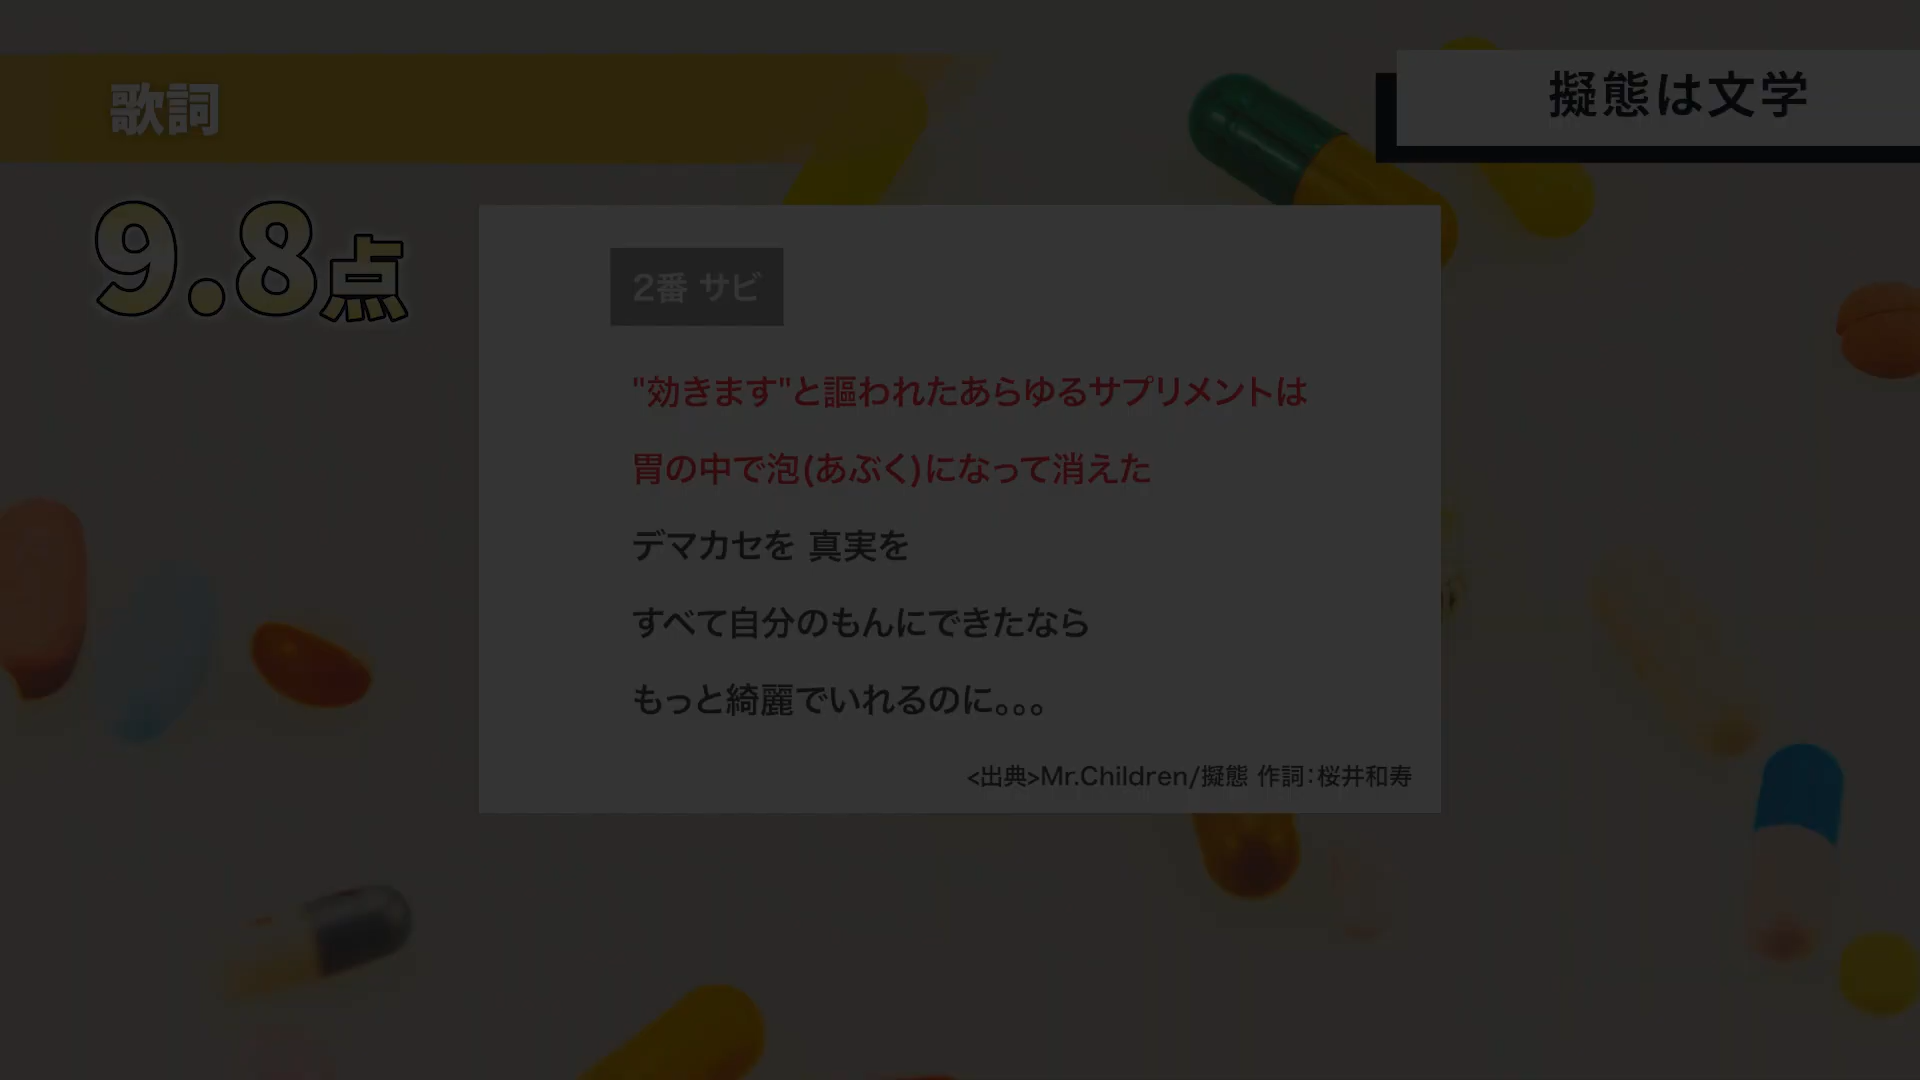 歌詞
擬態は文学
9.8点
2番 サビ
"効きます"と謳われたあらゆるサプリメントは
胃の中で泡(あぶく)になって消えた
デマカセを 真実を
すべて自分のもんにできたなら
もっと綺麗でいれるのに。。。
<出典>Mr.Children/擬態 作詞：桜井和寿